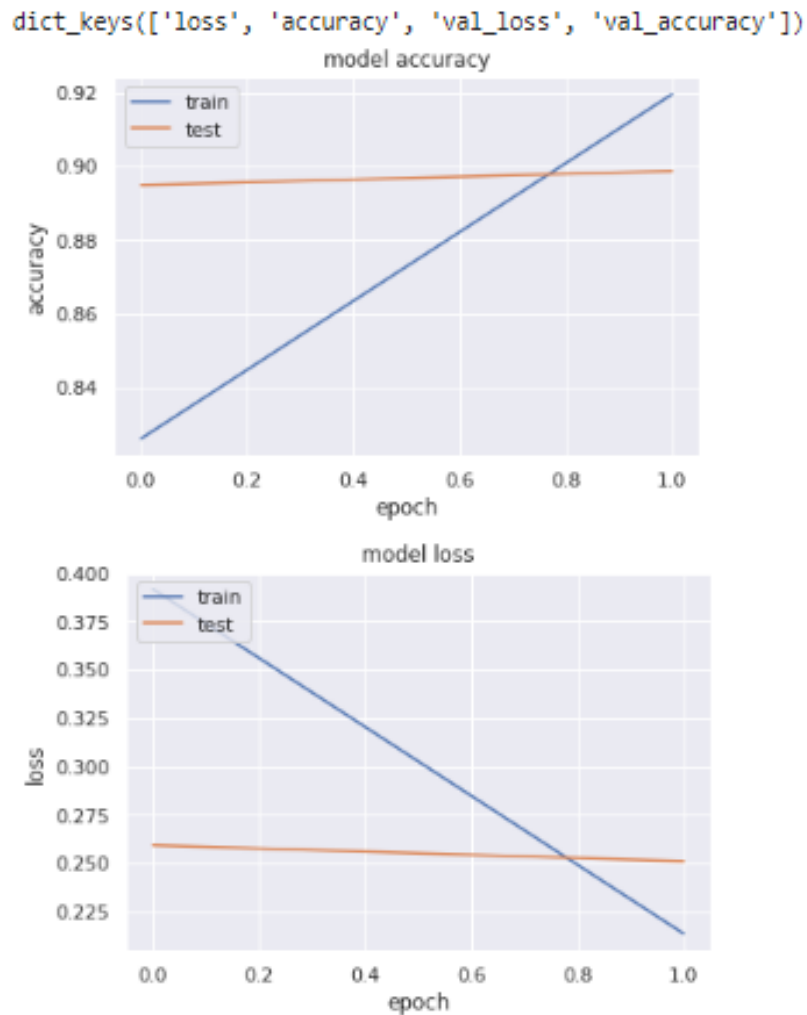 dict_keys(['loss', 'accuracy', 'val_loss', 'val_accuracy'])
model accuracy
0.92
0.90
0.88
0.86
0.84
accuracy
train
test
0.0 0.2 0.4 0.6 0.8 1.0
epoch
model loss
0.400
0.375
0.350
0.325
0.300
0.275
0.250
0.225
loss
train
test
0.0 0.2 0.4 0.6 0.8 1.0
epoch